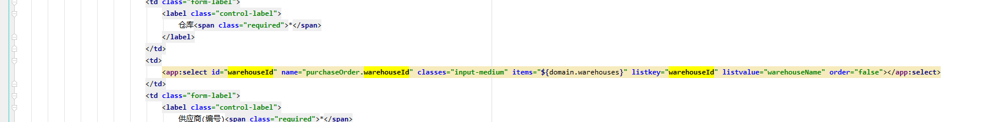 <td class="form-label">
<label class="control-label">
仓库<span class="required">*</span>
</label>
</td>
<td>
<app:select id="warehouseId" name="purchaseOrder.warehouseId" classes="input-medium" items="${domain.warehouses}" listkey="warehouseId" listvalue="warehouseName" order="false"></app:select>
</td>
<td class="form-label">
<label class="control-label">
供应商(编号)<span class="required">*</span>